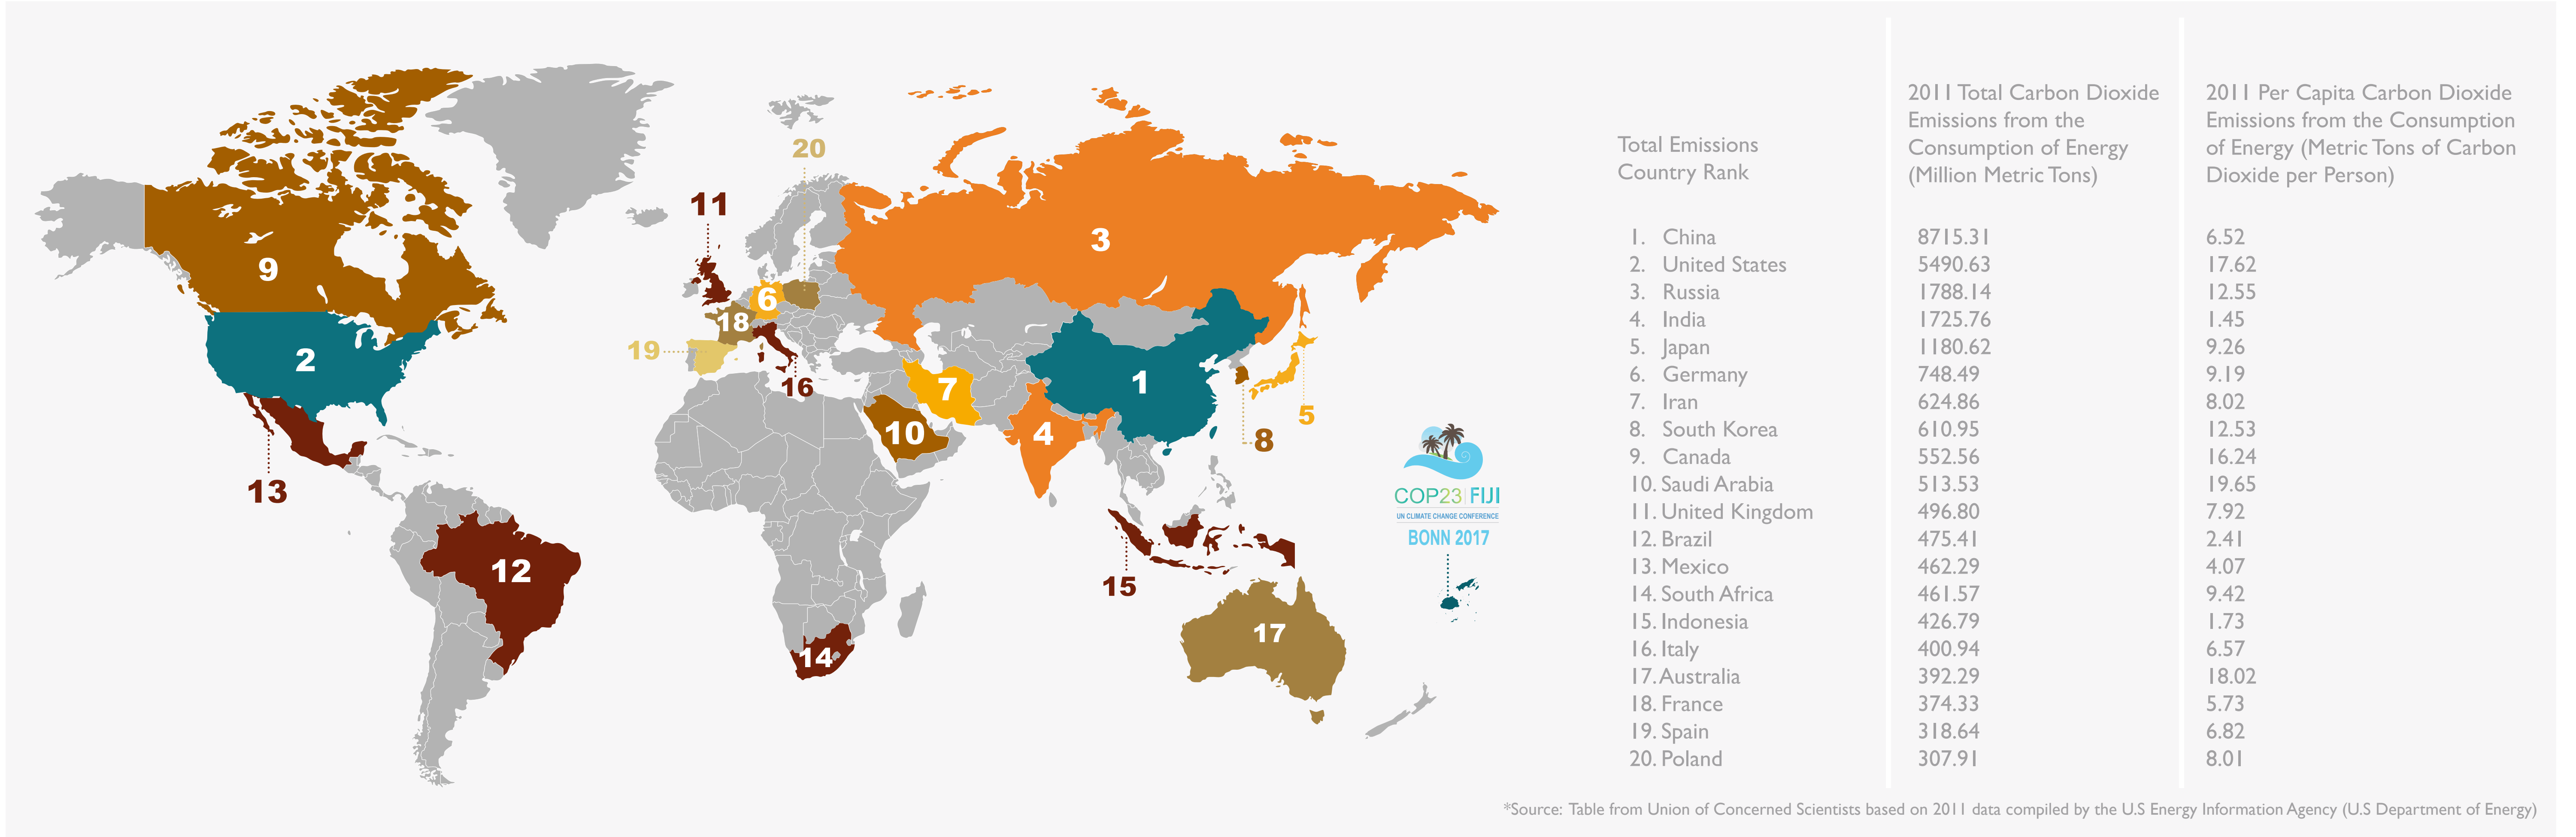 20
11
3
9
6
18
2
19
16
7
1
5
10
4
8
13
COP23 FIJI
UN CLIMATE CHANGE CONFERENCE
BONN 2017
12
15
17
14
Total Emissions
Country Rank
2011 Total Carbon Dioxide
Emissions from the
Consumption of Energy
(Million Metric Tons)
2011 Per Capita Carbon Dioxide
Emissions from the Consumption
of Energy (Metric Tons of Carbon
Dioxide per Person)
1. China 8715.31 6.52
2. United States 5490.63 17.62
3. Russia 1788.14 12.55
4. India 1725.76 1.45
5. Japan 1180.62 9.26
6. Germany 748.49 9.19
7. Iran 624.86 8.02
8. South Korea 610.95 12.53
9. Canada 552.56 16.24
10. Saudi Arabia 513.53 19.65
11. United Kingdom 496.80 7.92
12. Brazil 475.41 2.41
13. Mexico 462.29 4.07
14. South Africa 461.57 9.42
15. Indonesia 426.79 1.73
16. Italy 400.94 6.57
17. Australia 392.29 18.02
18. France 374.33 5.73
19. Spain 318.64 6.82
20. Poland 307.91 8.01
*Source: Table from Union of Concerned Scientists based on 2011 data compiled by the U.S Energy Information Agency (U.S Department of Energy)